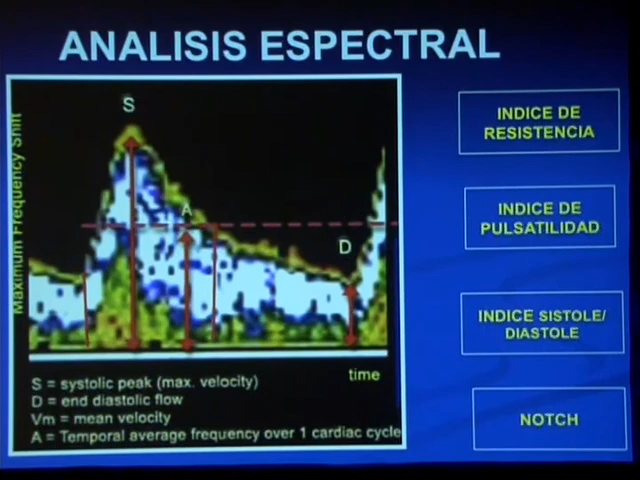 ANALISIS ESPECTRAL
Maximum Frequency Shift
S
A
D
time
S = systolic peak (max. velocity)
D = end diastolic flow
Vm = mean velocity
A = Temporal average frequency over 1 cardiac cycle
INDICE DE
RESISTENCIA
INDICE DE
PULSATILIDAD
INDICE SISTOLE/
DIASTOLE
NOTCH